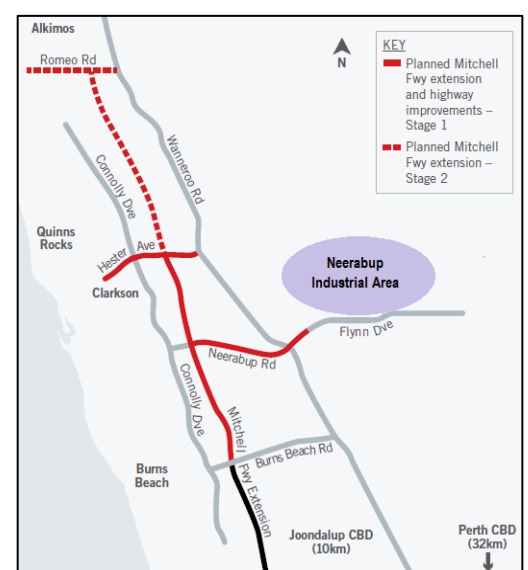 Alkimos
Romeo Rd
N
KEY
Planned Mitchell
Fwy extension
and highway
improvements –
Stage 1
Planned Mitchell
Fwy extension –
Stage 2
Wanneroo Rd
Connolly Dve
Quinns
Rocks
Hester Ave
Clarkson
Neerabup
Industrial Area
Flynn Dve
Neerabup Rd
Connolly Dve
Mitchell
Fwy Extension
Burns Beach Rd
Burns
Beach
Joondalup CBD
(10km)
Perth CBD
(32km)